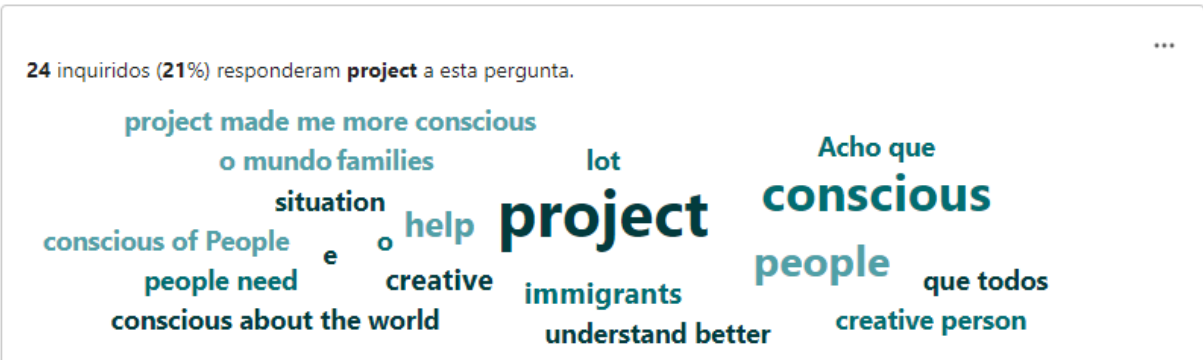 24 inquiridos (21%) responderam project a esta pergunta.
project made me more conscious
o mundo families
lot
Acho que
situation
help
project
conscious
conscious of People
e
o
people
people need
creative
immigrants
que todos
conscious about the world
understand better
creative person